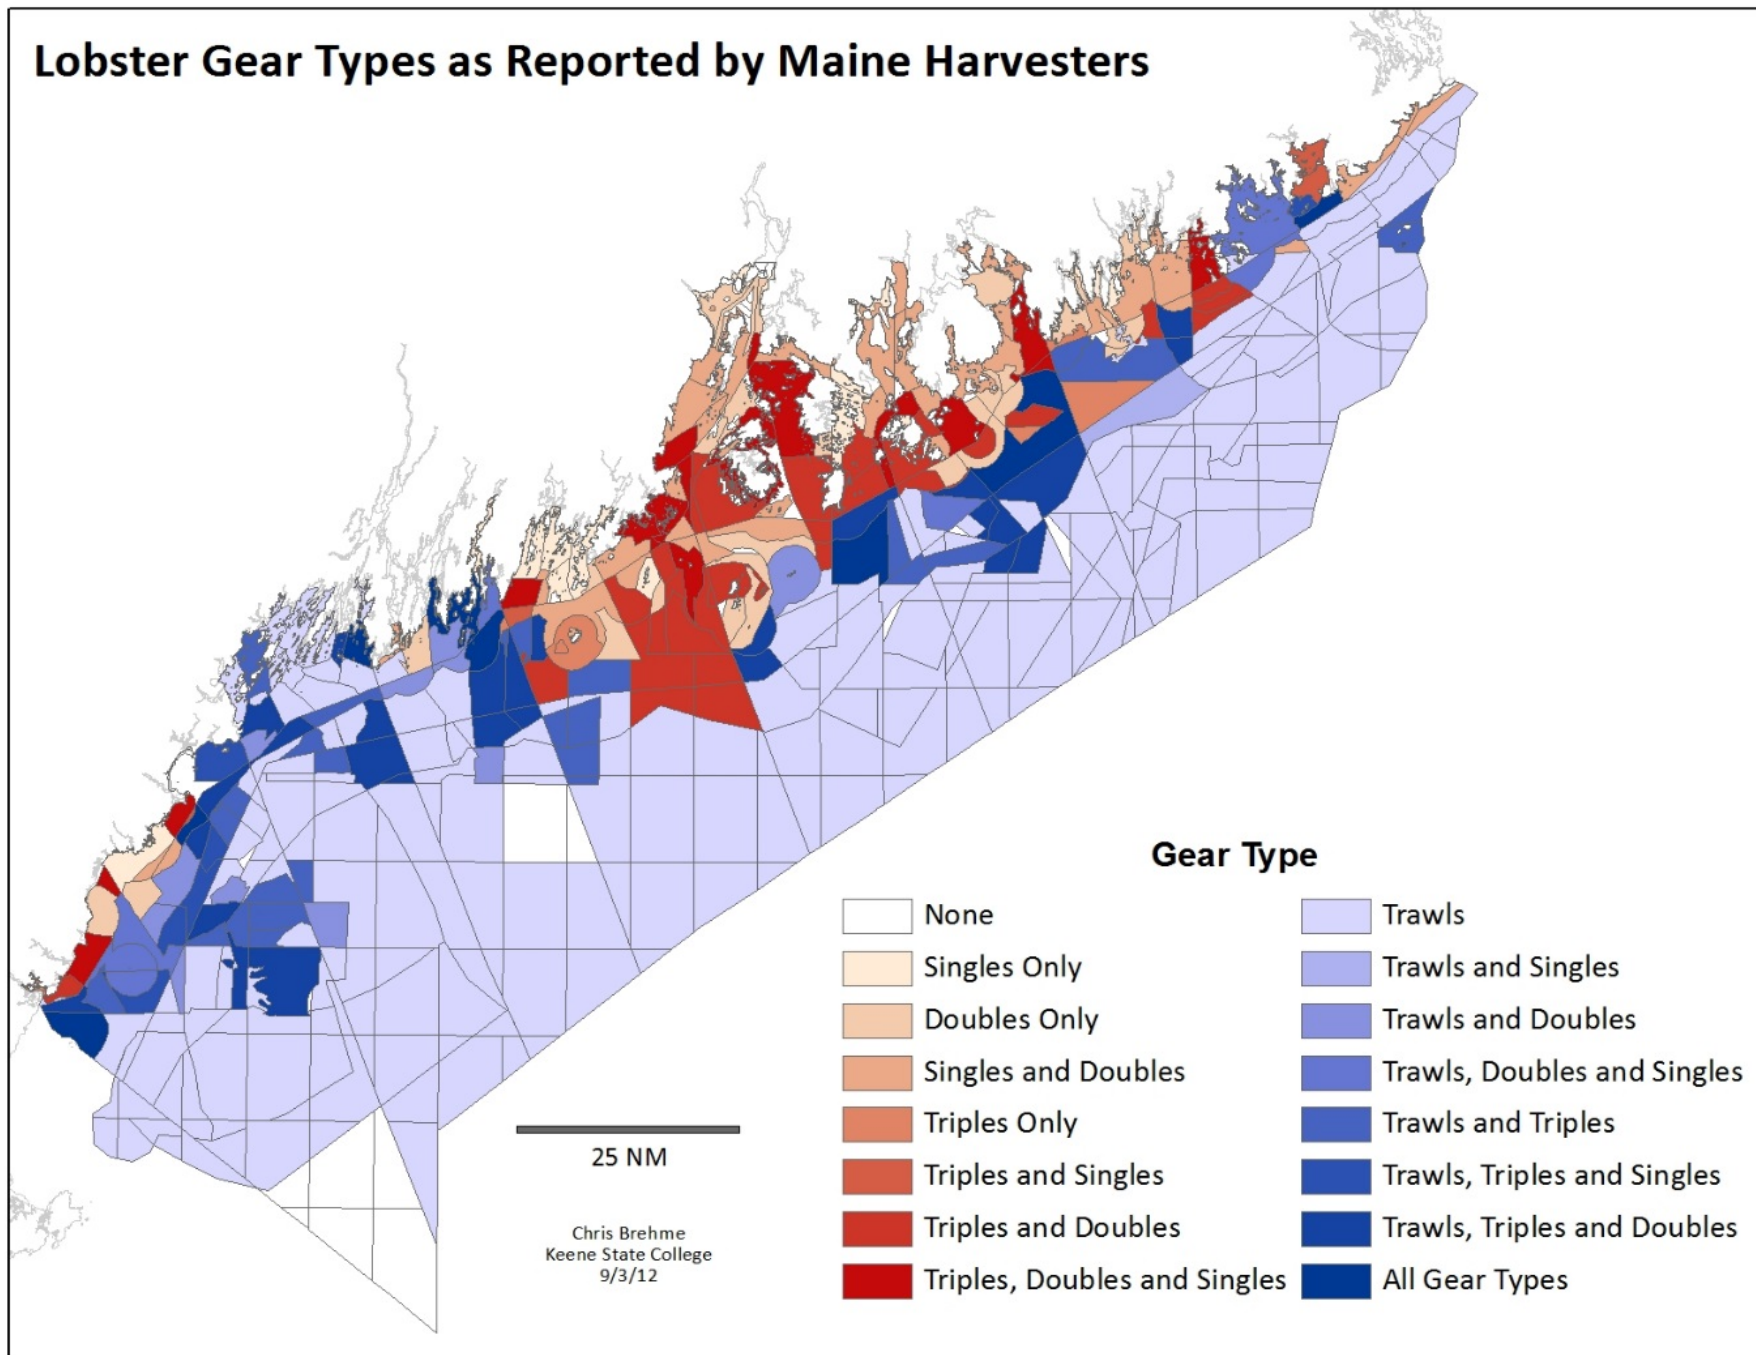 Lobster Gear Types as Reported by Maine Harvesters
Gear Type
None
Singles Only
Doubles Only
Singles and Doubles
Triples Only
Triples and Singles
Triples and Doubles
Triples, Doubles and Singles
Trawls
Trawls and Singles
Trawls and Doubles
Trawls, Doubles and Singles
Trawls and Triples
Trawls, Triples and Singles
Trawls, Triples and Doubles
All Gear Types
25 NM
Chris Brehme
Keene State College
9/3/12